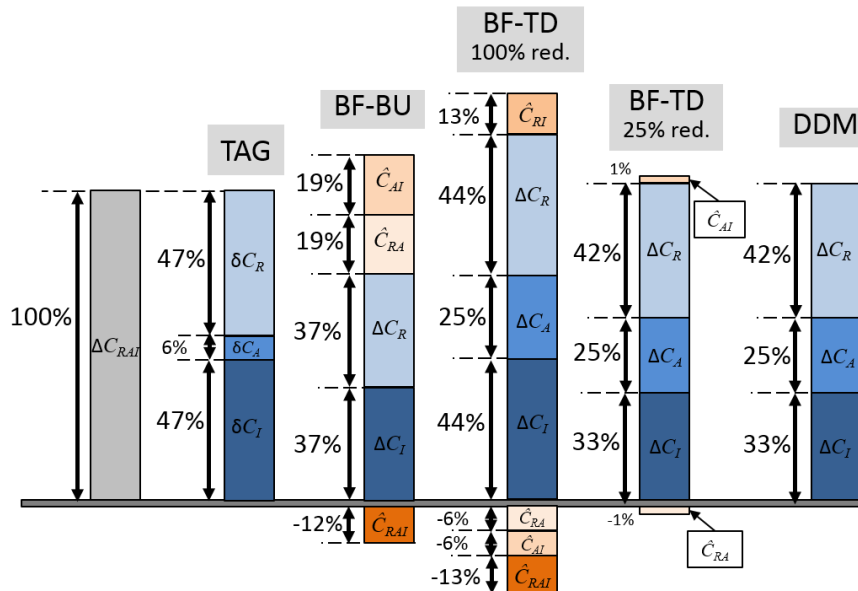 BF-TD
100% red.
BF-BU
BF-TD
25% red.
TAG
DDM
100%
ΔC_RAI
47%
δC_R
6%
δC_A
47%
δC_I
19%
Ĉ_AI
19%
Ĉ_RA
37%
ΔC_R
37%
ΔC_I
-12%
Ĉ_RAI
13%
Ĉ_RI
44%
ΔC_R
25%
ΔC_A
44%
ΔC_I
-6%
Ĉ_RA
-6%
Ĉ_AI
-13%
Ĉ_RAI
1%
Ĉ_AI
42%
ΔC_R
25%
ΔC_A
33%
ΔC_I
-1%
Ĉ_RA
42%
ΔC_R
25%
ΔC_A
33%
ΔC_I